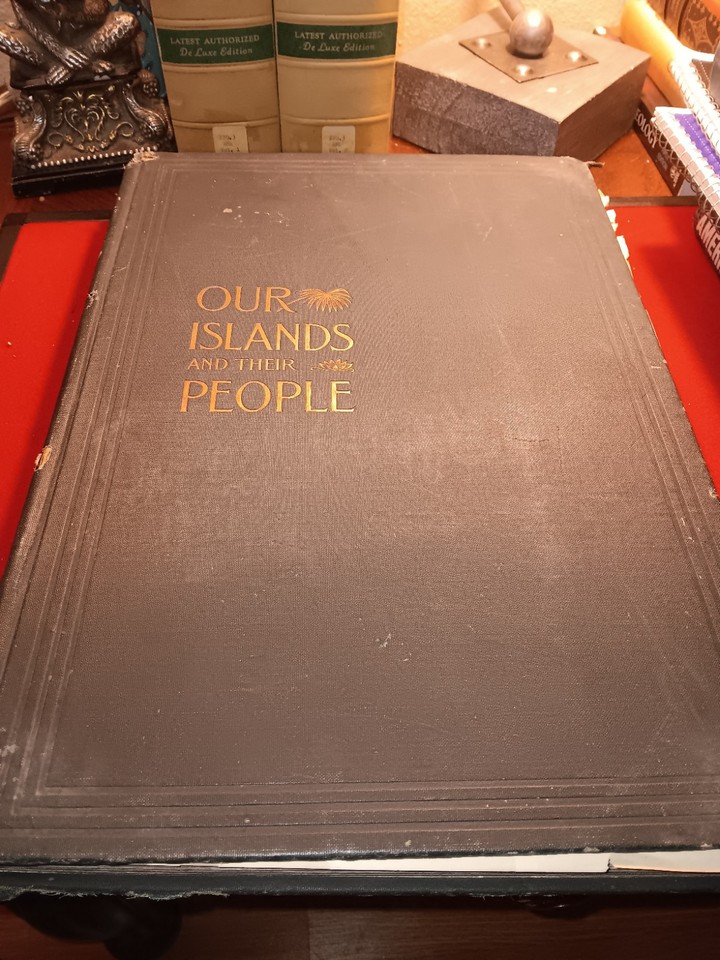 LATEST AUTHORIZED
De Luxe Edition
LATEST AUTHORIZED
De Luxe Edition
OUR
ISLANDS
AND THEIR
PEOPLE